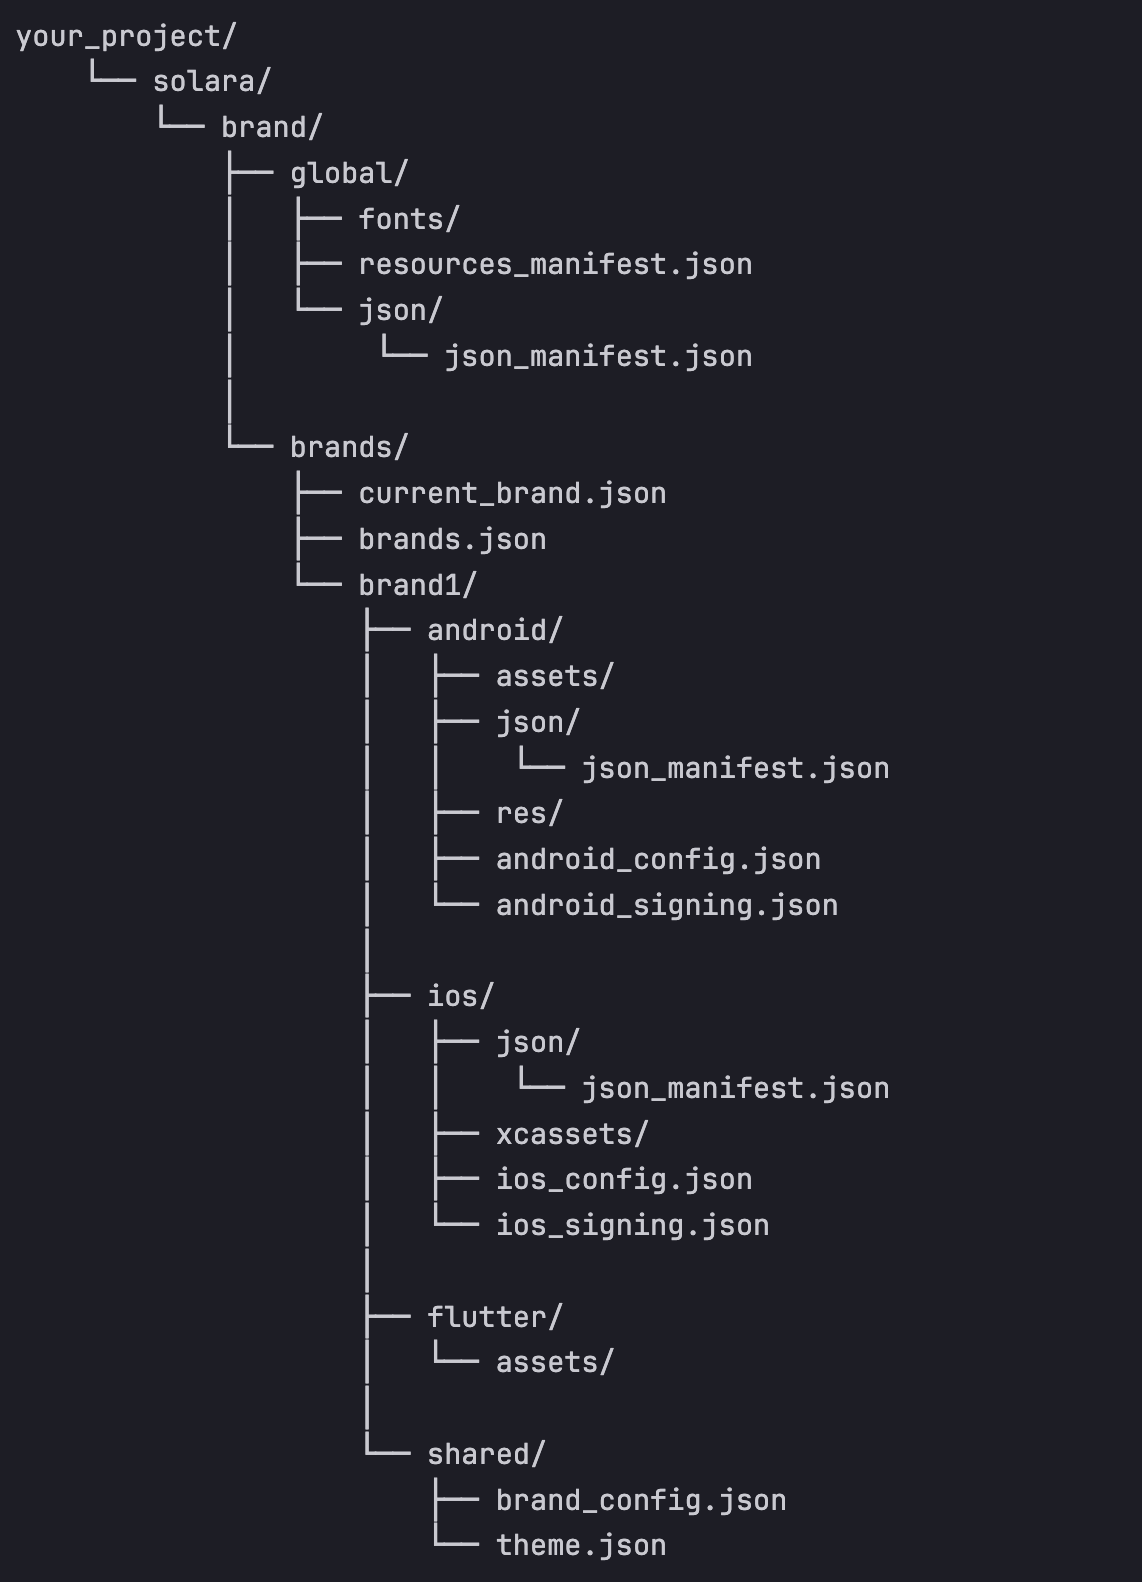 your_project/
    └── solara/
        └── brand/
            ├── global/
            │   ├── fonts/
            │   ├── resources_manifest.json
            │   └── json/
            │        └── json_manifest.json
            │
            └── brands/
                ├── current_brand.json
                ├── brands.json
                └── brand1/
                    ├── android/
                    │   ├── assets/
                    │   ├── json/
                    │   │    └── json_manifest.json
                    │   ├── res/
                    │   ├── android_config.json
                    │   └── android_signing.json
                    │
                    ├── ios/
                    │   ├── json/
                    │   │    └── json_manifest.json
                    │   ├── xcassets/
                    │   ├── ios_config.json
                    │   └── ios_signing.json
                    │
                    ├── flutter/
                    │   └── assets/
                    │
                    └── shared/
                        ├── brand_config.json
                        └── theme.json